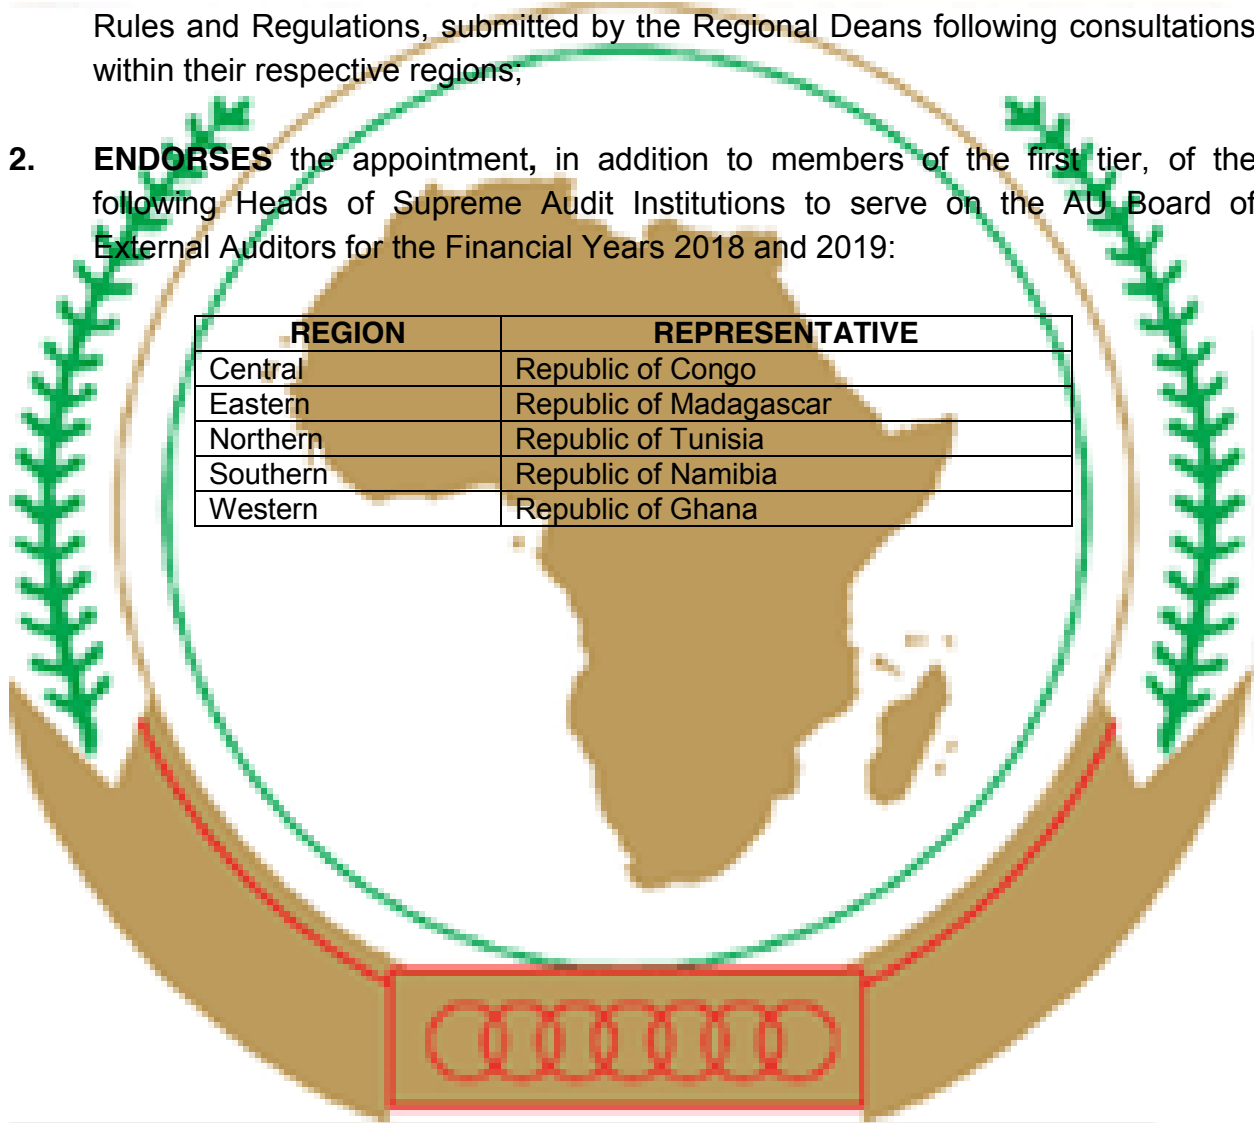 Rules and Regulations, submitted by the Regional Deans following consultations
within their respective regions;
2. ENDORSES the appointment, in addition to members of the first tier, of the
following Heads of Supreme Audit Institutions to serve on the AU Board of
External Auditors for the Financial Years 2018 and 2019:
REGION REPRESENTATIVE
Central Republic of Congo
Eastern Republic of Madagascar
Northern Republic of Tunisia
Southern Republic of Namibia
Western Republic of Ghana